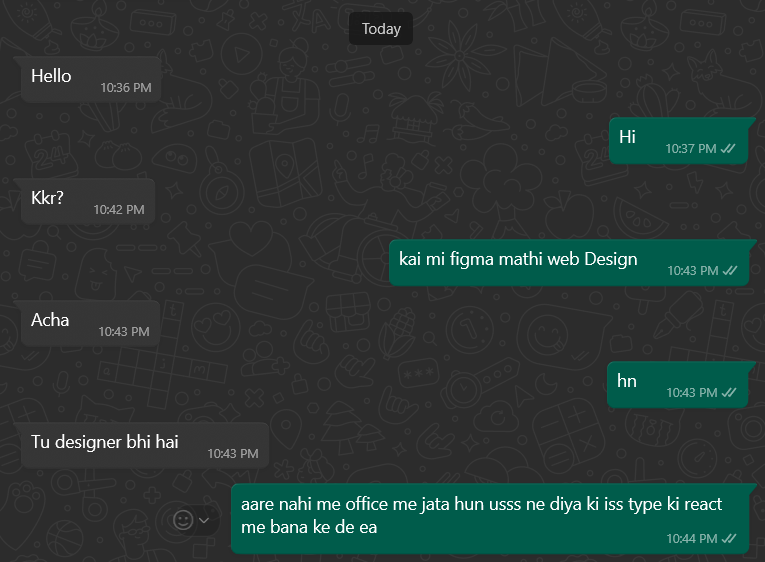 Today
Hello
10:36 PM
Hi
10:37 PM
Kkr?
10:42 PM
kai mi figma mathi web Design
10:43 PM
Acha
10:43 PM
hn
10:43 PM
Tu designer bhi hai
10:43 PM
aare nahi me office me jata hun usss ne diya ki iss type ki react
me bana ke de ea
10:44 PM